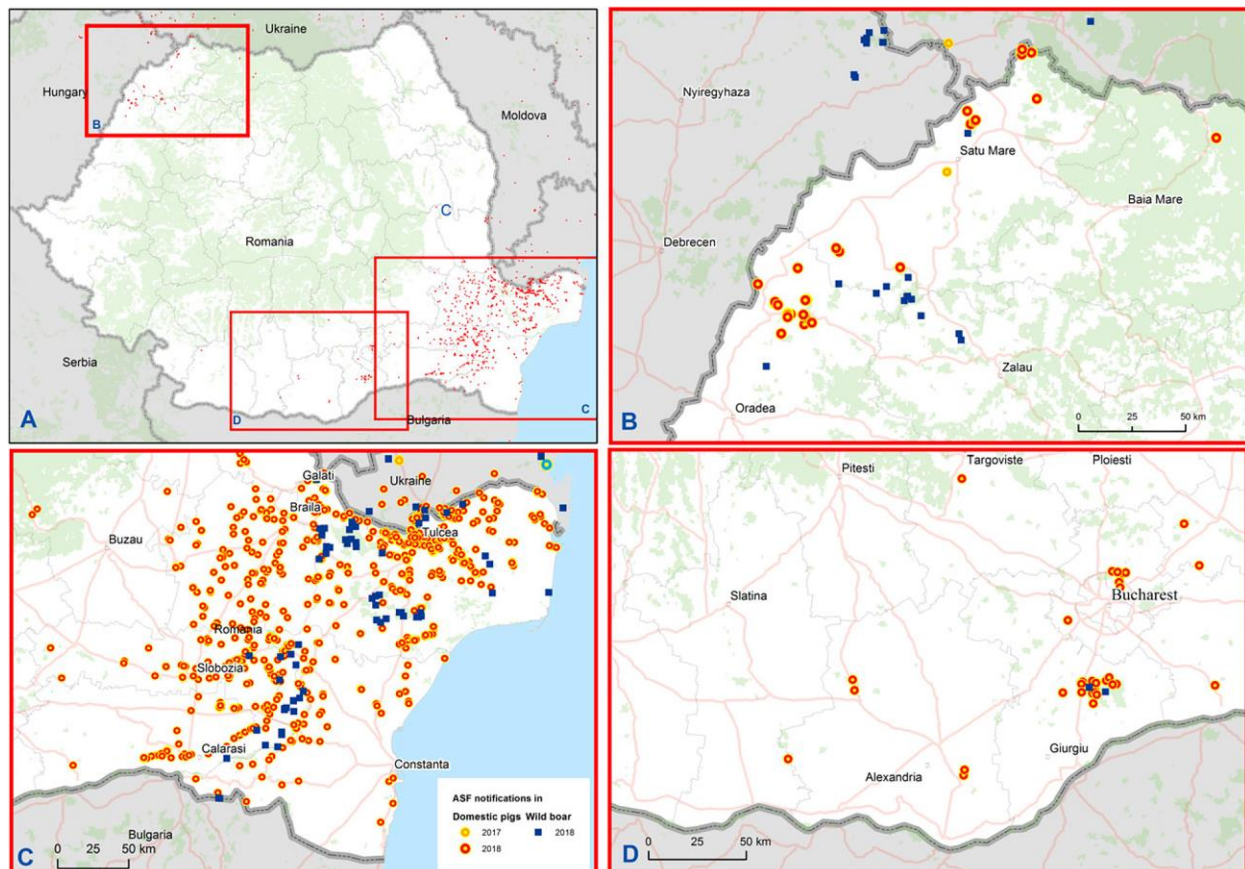 Ukraine
Hungary
B
Moldova
C
Romania
Serbia
D
Bulgaria
C
A
Nyiregyhaza
Satu Mare
Baia Mare
Debrecen
Zalau
Oradea
0 25 50 km
B
Galati
Ukraine
Braila
Tulcea
Buzau
Romania
Slobozia
Calarasi
Constanta
ASF notifications in
Domestic pigs Wild boar
2017 2018
2018
Bulgaria
0 25 50 km
C
Targoviste Ploiesti
Pitesti
Slatina
Bucharest
Giurgiu
Alexandria
0 25 50 km
D